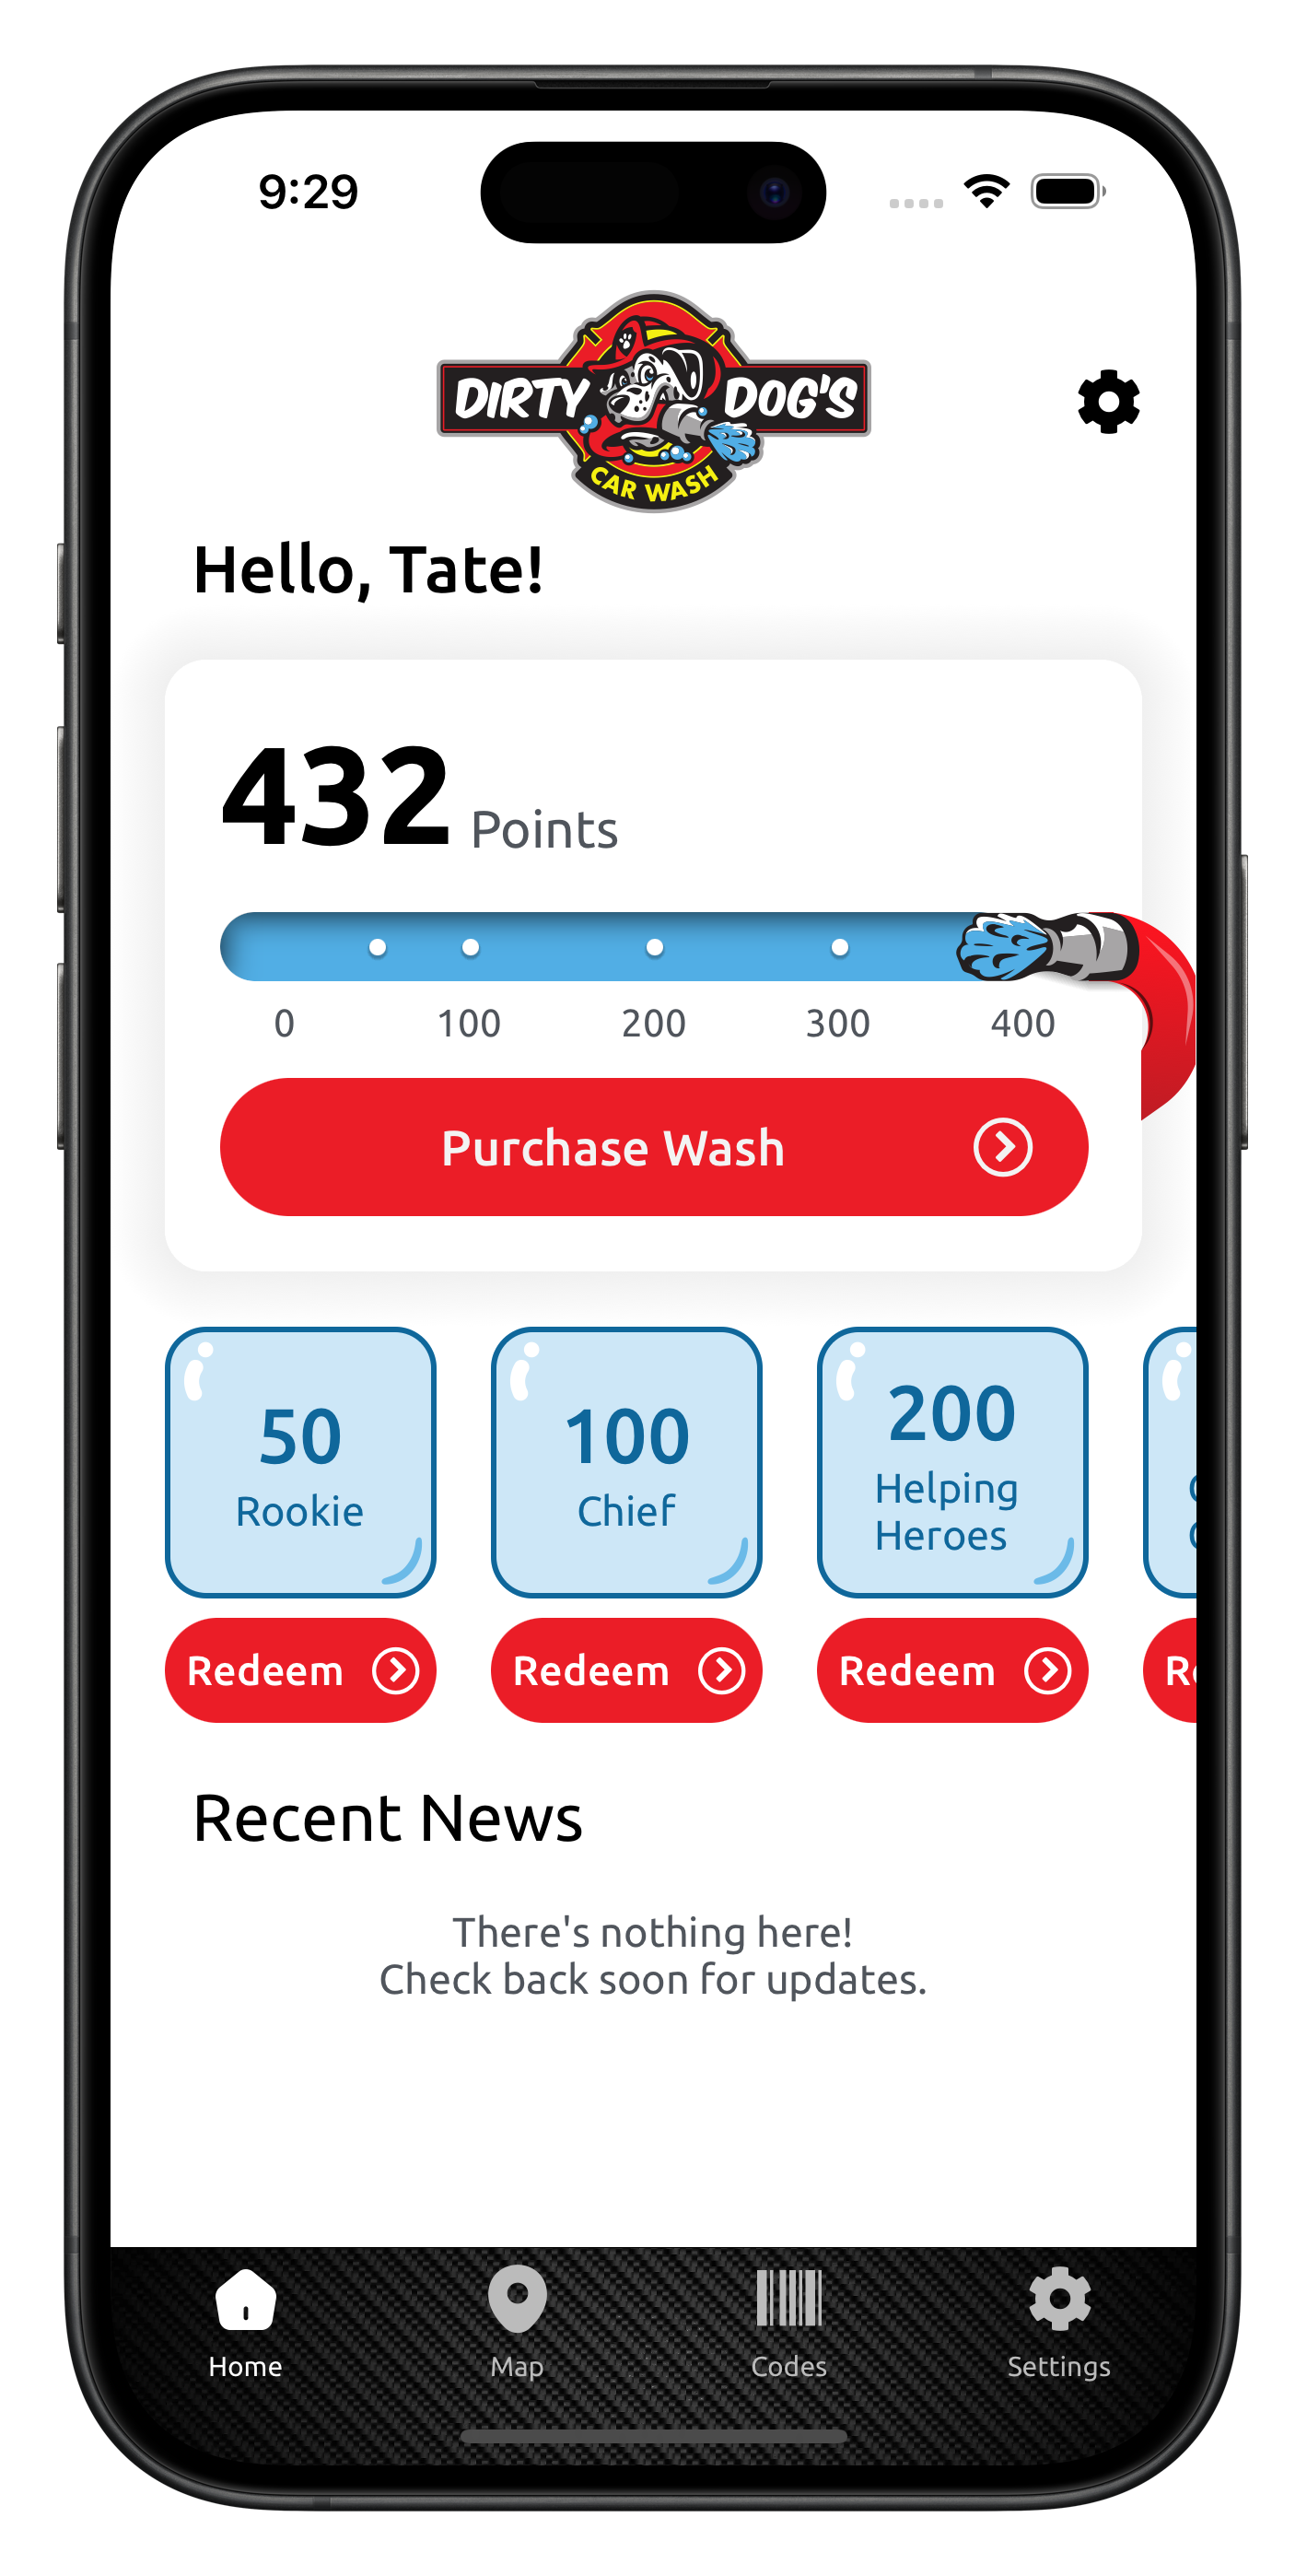 9:29
DIRTY DOG'S
CAR WASH
Hello, Tate!
432 Points
0 100 200 300 400
Purchase Wash
50
Rookie
100
Chief
200
Helping
Heroes
Redeem
Redeem
Redeem
Recent News
There's nothing here!
Check back soon for updates.
Home
Map
Codes
Settings